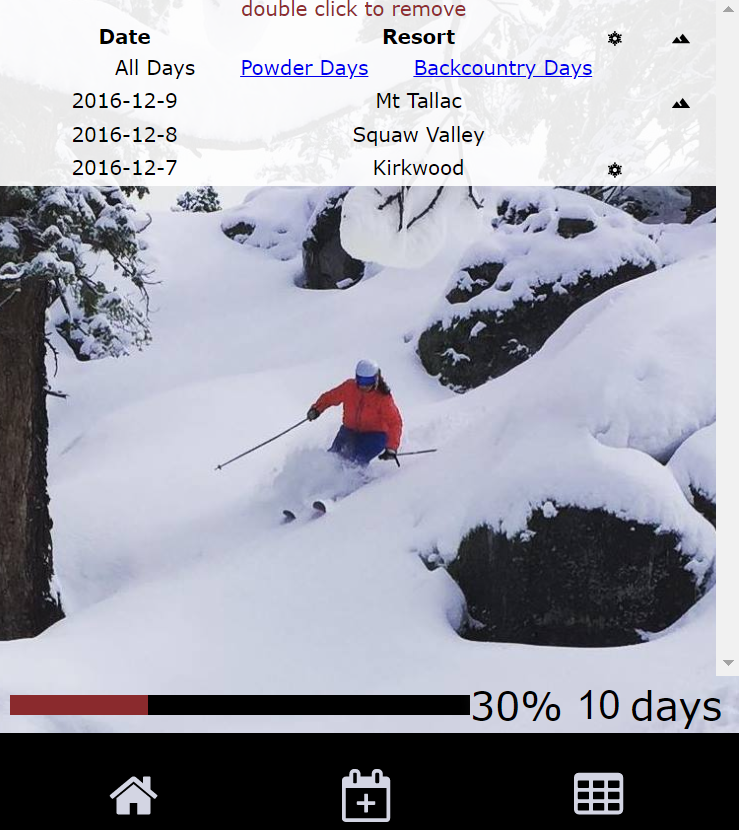 double click to remove
Date Resort
All Days Powder Days Backcountry Days
2016-12-9 Mt Tallac
2016-12-8 Squaw Valley
2016-12-7 Kirkwood
30% 10 days